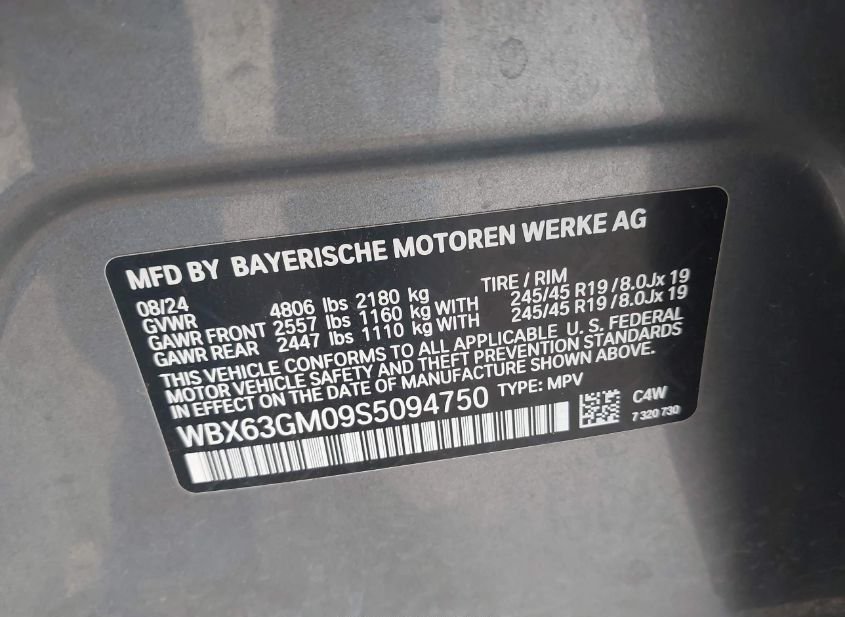 MFD BY BAYERISCHE MOTOREN WERKE AG
08/24 TIRE / RIM
GVWR 4806 lbs 2180 kg
GAWR FRONT 2557 lbs 1160 kg WITH 245/45 R19 /8.0Jx 19
GAWR REAR 2447 lbs 1110 kg WITH 245/45 R19 /8.0Jx 19
THIS VEHICLE CONFORMS TO ALL APPLICABLE U. S. FEDERAL
MOTOR VEHICLE SAFETY AND THEFT PREVENTION STANDARDS
IN EFFECT ON THE DATE OF MANUFACTURE SHOWN ABOVE.
WBX63GM09S5094750 TYPE: MPV
C4W
7 320 730